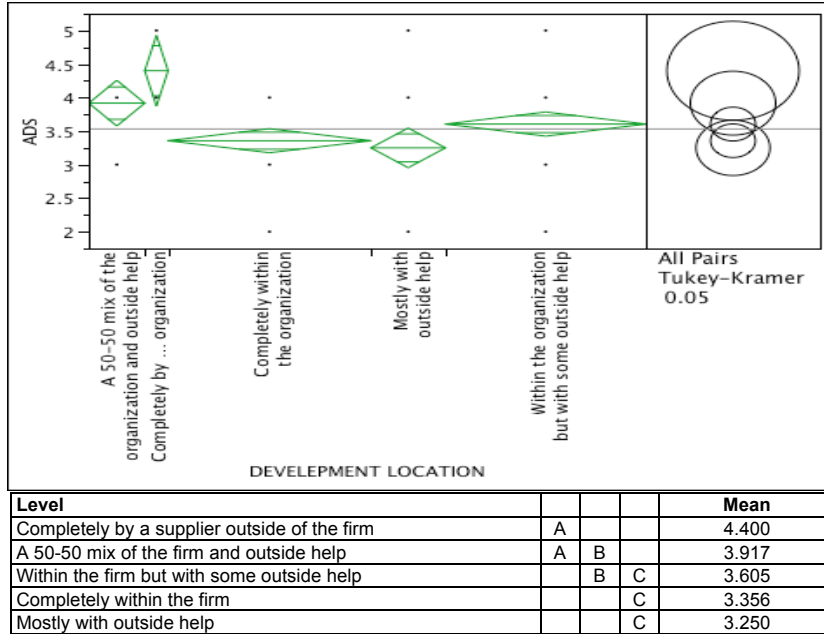 5
4.5
4
3.5
3
2.5
2
ADS
A 50-50 mix of the
organization and outside help
Completely by ... organization
Completely within
the organization
Mostly with
outside help
Within the organization
but with some outside help
All Pairs
Tukey-Kramer
0.05
DEVELEPMENT LOCATION
Level Mean
Completely by a supplier outside of the firm A 4.400
A 50-50 mix of the firm and outside help A B 3.917
Within the firm but with some outside help B C 3.605
Completely within the firm C 3.356
Mostly with outside help C 3.250